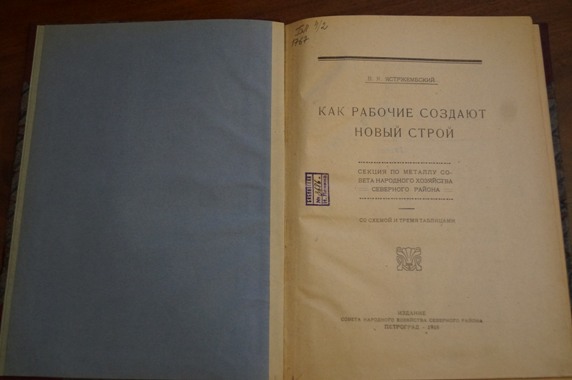 1767
ЯСТРЖЕМБСКИЙ.
КАК РАБОЧИЕ СОЗДАЮТ
НОВЫЙ СТРОЙ
СЕКЦИЯ ПО МЕТАЛЛУ СО-
ВЕТА НАРОДНОГО ХОЗЯЙСТВА
СЕВЕРНОГО РАЙОНА
СО СХЕМОЙ И ТРЕМЯ ТАБЛИЦАМИ
ИЗДАНИЕ
СОВЕТА НАРОДНОГО ХОЗЯЙСТВА СЕВЕРНОГО РАЙОНА
ПЕТРОГРАД